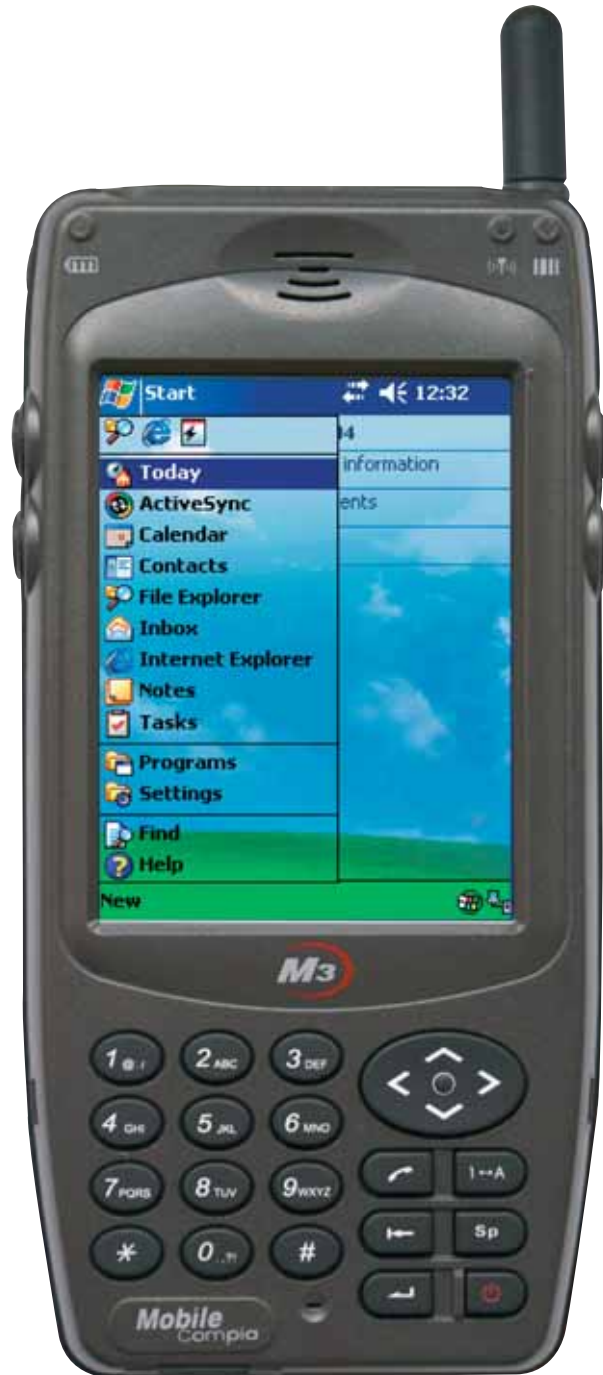 Start 12:32
04
Today
information
ActiveSync
ents
Calendar
Contacts
File Explorer
Inbox
Internet Explorer
Notes
Tasks
Programs
Settings
Find
Help
New
M3
1 @ : / 2 ABC 3 DEF
4 GHI 5 JKL 6 MNO
1↔A
7 PQRS 8 TUV 9 WXYZ
Sp
* 0 .,?! #
Mobile
Compia